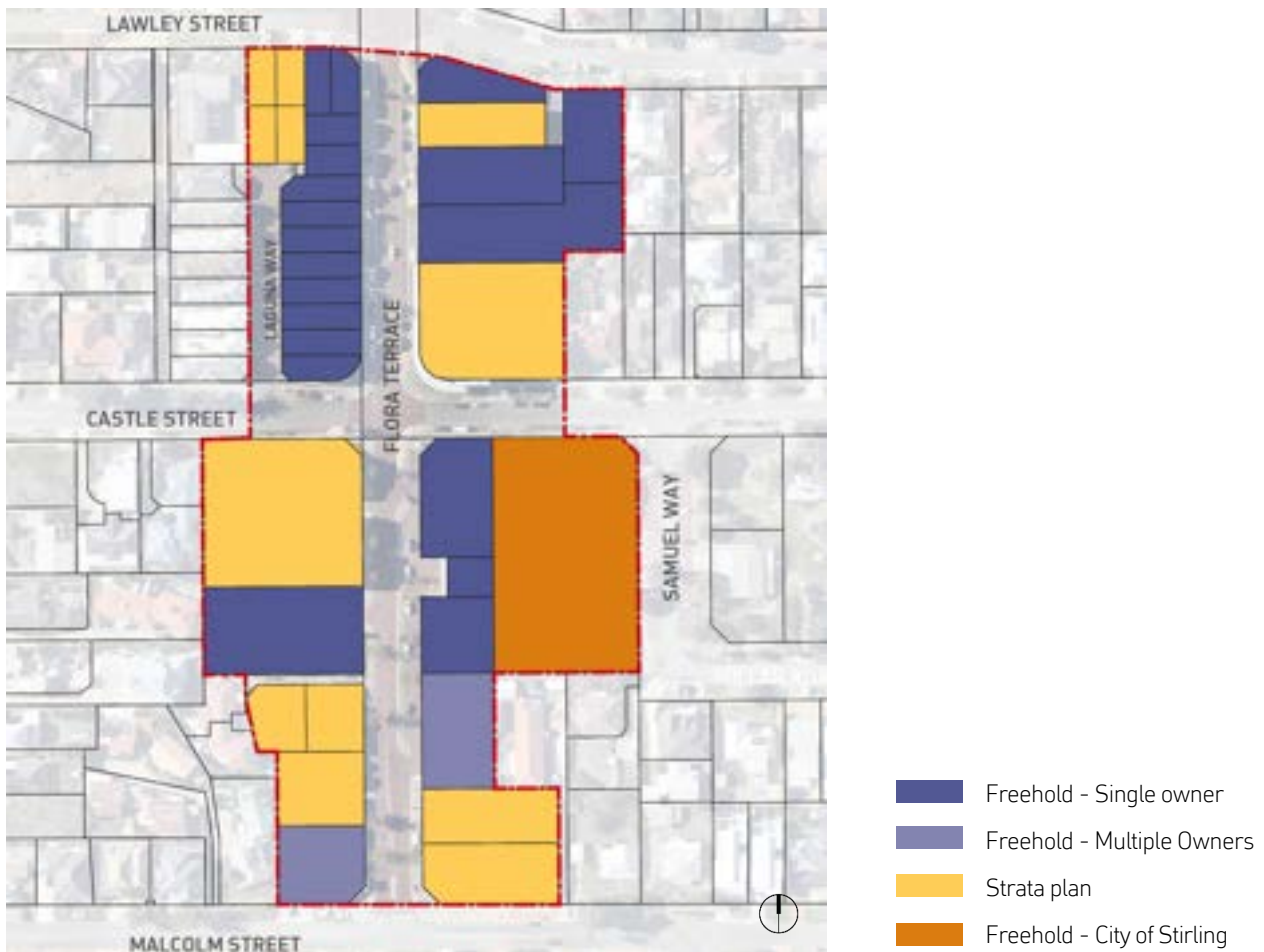 LAWLEY STREET
LAGUNA WAY
FLORA TERRACE
CASTLE STREET
SAMUEL WAY
MALCOLM STREET
Freehold - Single owner
Freehold - Multiple Owners
Strata plan
Freehold - City of Stirling